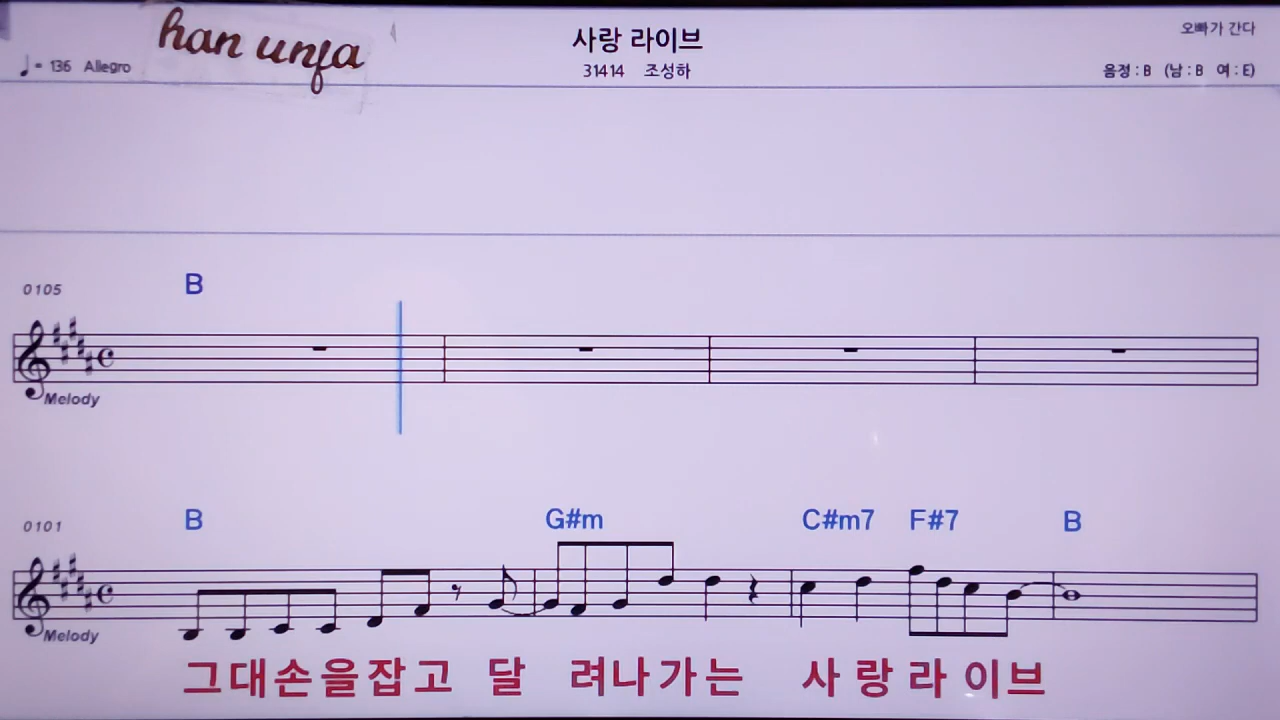 han unfa
사랑 라이브
오빠가 간다
♩= 136 Allegro
31414 조성하
음정 : B (남 : B 여 : E)
0105
B
Melody
0101
B G#m C#m7 F#7 B
Melody
그대손을잡고 달 려나가는 사랑라이브